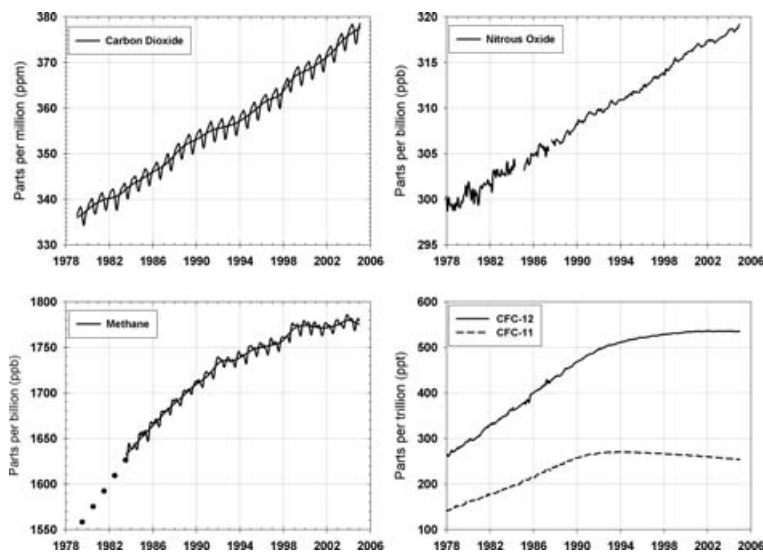 Carbon Dioxide
Parts per million (ppm)
380
370
360
350
340
330
1978 1982 1986 1990 1994 1998 2002 2006
Nitrous Oxide
Parts per billion (ppb)
320
315
310
305
300
295
1978 1982 1986 1990 1994 1998 2002 2006
Methane
Parts per billion (ppb)
1800
1750
1700
1650
1600
1550
1978 1982 1986 1990 1994 1998 2002 2006
CFC-12
CFC-11
Parts per trillion (ppt)
600
500
400
300
200
100
1978 1982 1986 1990 1994 1998 2002 2006